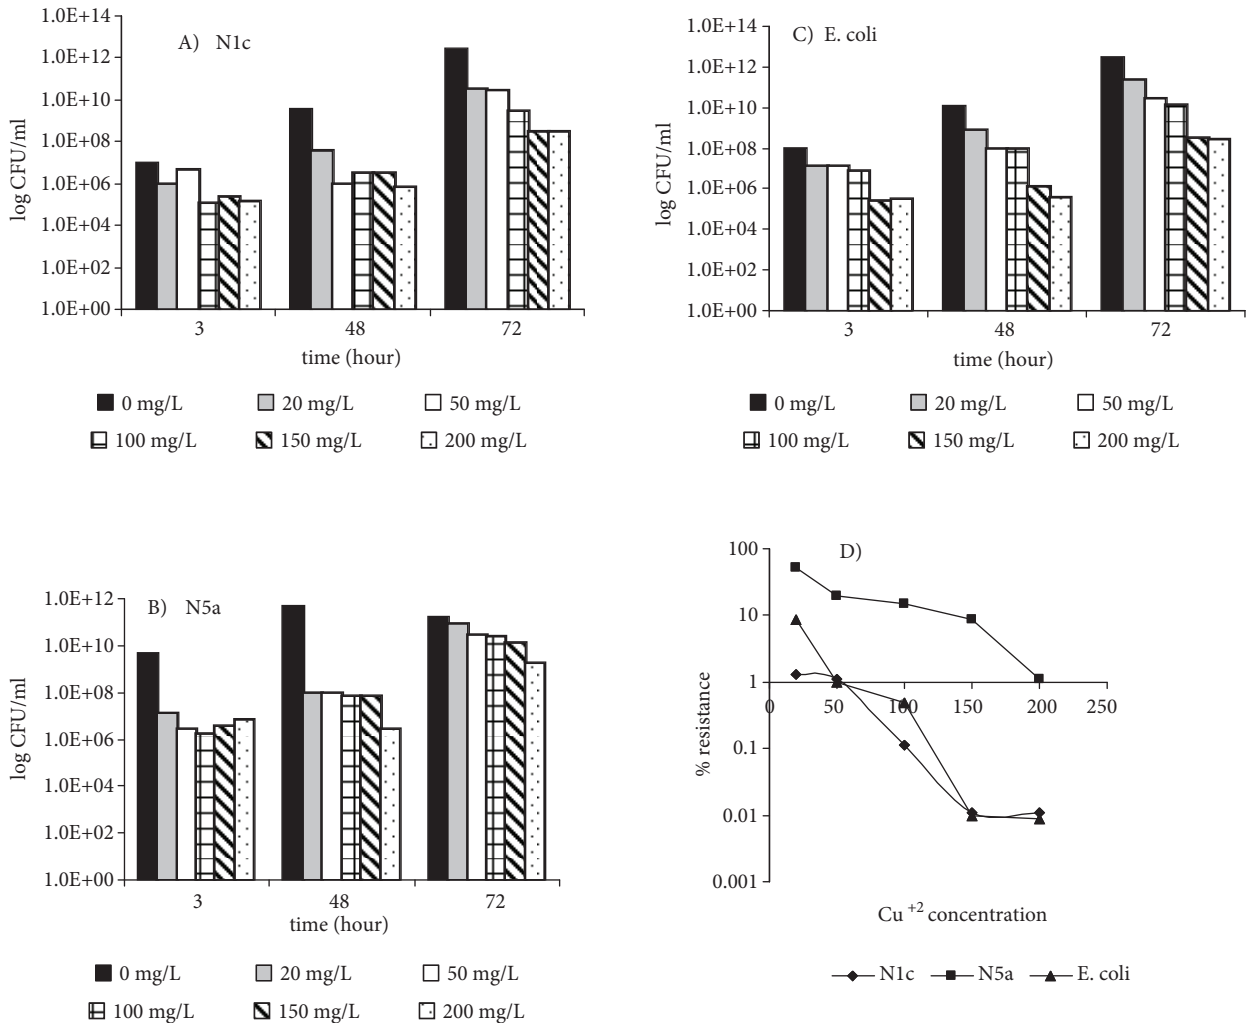 A) N1c
log CFU/ml
1.0E+14
1.0E+12
1.0E+10
1.0E+08
1.0E+06
1.0E+04
1.0E+02
1.0E+00
3 48 72
time (hour)
0 mg/L 20 mg/L 50 mg/L
100 mg/L 150 mg/L 200 mg/L
C) E. coli
log CFU/ml
1.0E+14
1.0E+12
1.0E+10
1.0E+08
1.0E+06
1.0E+04
1.0E+02
1.0E+00
3 48 72
time (hour)
0 mg/L 20 mg/L 50 mg/L
100 mg/L 150 mg/L 200 mg/L
B) N5a
log CFU/ml
1.0E+12
1.0E+10
1.0E+08
1.0E+06
1.0E+04
1.0E+02
1.0E+00
3 48 72
time (hour)
0 mg/L 20 mg/L 50 mg/L
100 mg/L 150 mg/L 200 mg/L
D)
% resistance
100
10
1
0.1
0.01
0.001
0 50 100 150 200 250
Cu +2 concentration
N1c N5a E. coli